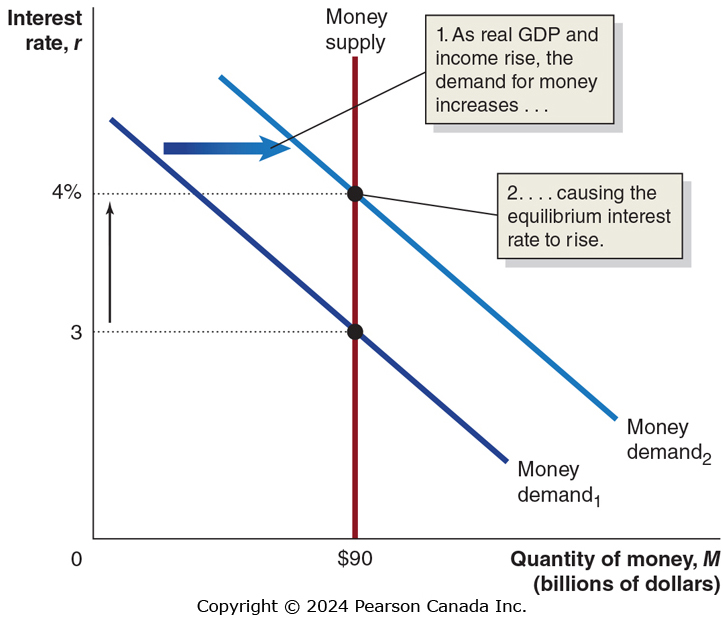 Interest
rate, r
Money
supply
1. As real GDP and
income rise, the
demand for money
increases . . .
4%
2. . . . causing the
equilibrium interest
rate to rise.
3
Money
demand2
Money
demand1
0
$90
Quantity of money, M
(billions of dollars)
Copyright © 2024 Pearson Canada Inc.